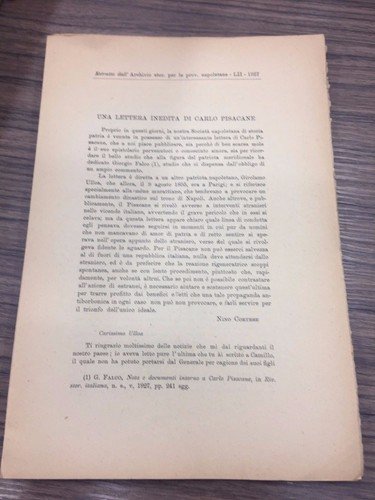 Estratto dall'Archivio stor. per le prov. napoletane - LII - 1927
UNA LETTERA INEDITA DI CARLO PISACANE
Proprio in questi giorni, la nostra Società napoletana di storia
patria è venuta in possesso di un'interessante lettera di Carlo Pi-
sacane, che a noi piace pubblicare, sia perché di ben scarsa mole
è il suo epistolario pervenutoci e conosciuto sinora, sia per ricor-
dare il bello studio che alla figura del patriota meridionale ha
dedicato Giorgio Falco (1), studio che ci dispensa dall'obbligo di
un ampio commento.
La lettera è diretta a un altro patriota napoletano, Girolamo
Ulloa, che allora, il 9 agosto 1855, era a Parigi; e si riferisce
specialmente alle mène murattiane, che tendevano a provocare un
cambiamento dinastico sul trono di Napoli. Anche altrove, e pub-
blicamente, il Pisacane si rivelò avverso a interventi stranieri
nelle vicende italiane, avvertendo il grave pericolo che in essi si
celava; ma da questa lettera appare chiaro quale linea di condotta
egli pensava dovesse seguirsi in momenti in cui pur da uomini
che non mancavano di amor di patria e di retto sentire si spe-
rava nell'opera appunto dello straniero, verso del quale si rivol-
geva fidente lo sguardo. Per il Pisacane non può esservi salvezza
al di fuori di una repubblica italiana, nulla deve attendersi dallo
straniero, ed è da preferire che la reazione rigeneratrice scoppi
spontanea, anche se con lento procedimento, piuttosto che, rapi-
damente, per volontà altrui. Che se poi non è possibile contrastare
all'azione di estranei, è necessario aiutare e sostenere quest'ultima
per trarre profitto dai benefici effetti che una tale propaganda an-
tiborbonica in ogni caso non può non provocare, e farli servire per
il trionfo dell'unico ideale.
NINO CORTESE
Carissimo Ulloa
Ti ringrazio moltissimo delle notizie che mi dai riguardanti il
nostro paese; io aveva letto pure l'ultima che tu ài scritto a Camillo,
il quale non ha potuto portarsi dal Generale per cagione dei suoi figli
(1) G. FALCO, Note e documenti intorno a Carlo Pisacane, in Riv.
stor. italiana, n. s., v, 1927, pp. 241 sgg.